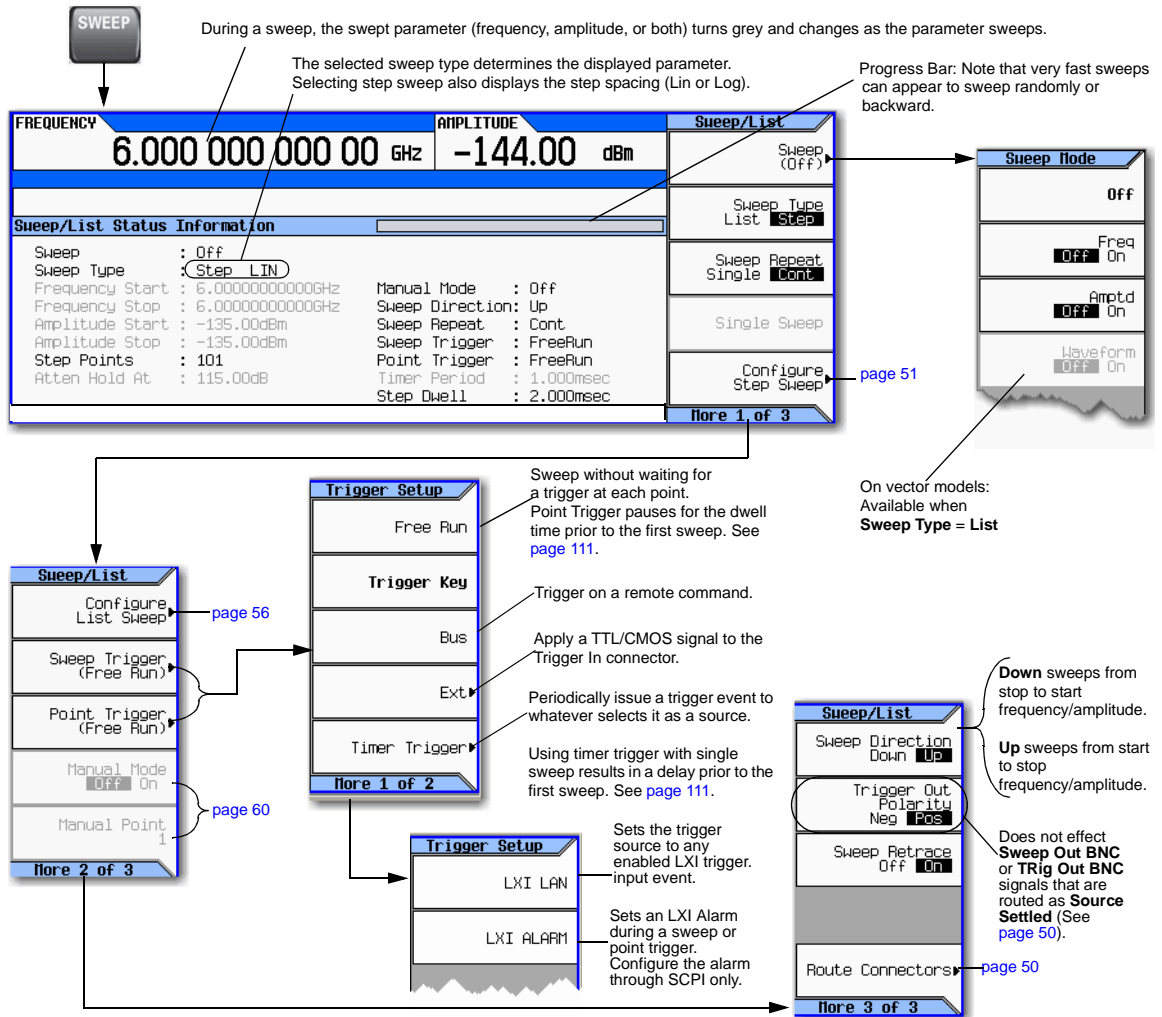 SWEEP
During a sweep, the swept parameter (frequency, amplitude, or both) turns grey and changes as the parameter sweeps.
The selected sweep type determines the displayed parameter.
Selecting step sweep also displays the step spacing (Lin or Log).
Progress Bar: Note that very fast sweeps
can appear to sweep randomly or
backward.
FREQUENCY
6.000 000 000 00 GHz
AMPLITUDE
-144.00 dBm
Sweep/List Status Information
Sweep : Off
Sweep Type : Step LIN
Frequency Start : 6.00000000000GHz
Frequency Stop : 6.00000000000GHz
Amplitude Start : -135.00dBm
Amplitude Stop : -135.00dBm
Step Points : 101
Atten Hold At : 115.00dB
Manual Mode : Off
Sweep Direction: Up
Sweep Repeat : Cont
Sweep Trigger : FreeRun
Point Trigger : FreeRun
Timer Period : 1.000msec
Step Dwell : 2.000msec
Sweep/List
Sweep
(Off)
Sweep Type
List Step
Sweep Repeat
Single Cont
Single Sweep
Configure
Step Sweep
More 1 of 3
page 51
Sweep Mode
Off
Freq
Off On
Amptd
Off On
Waveform
Off On
On vector models:
Available when
Sweep Type = List
Sweep/List
Configure
List Sweep
Sweep Trigger
(Free Run)
Point Trigger
(Free Run)
Manual Mode
Off On
Manual Point
1
More 2 of 3
page 56
page 60
Trigger Setup
Free Run
Trigger Key
Bus
Ext
Timer Trigger
More 1 of 2
Sweep without waiting for
a trigger at each point.
Point Trigger pauses for the dwell
time prior to the first sweep. See
page 111.
Trigger on a remote command.
Apply a TTL/CMOS signal to the
Trigger In connector.
Periodically issue a trigger event to
whatever selects it as a source.
Using timer trigger with single
sweep results in a delay prior to the
first sweep. See page 111.
Trigger Setup
LXI LAN
LXI ALARM
Sets the trigger
source to any
enabled LXI trigger.
input event.
Sets an LXI Alarm
during a sweep or
point trigger.
Configure the alarm
through SCPI only.
Sweep/List
Sweep Direction
Down Up
Trigger Out
Polarity
Neg Pos
Sweep Retrace
Off On
Route Connectors
More 3 of 3
Down sweeps from
stop to start
frequency/amplitude.
Up sweeps from start
to stop
frequency/amplitude.
Does not effect
Sweep Out BNC
or TRig Out BNC
signals that are
routed as Source
Settled (See
page 50).
page 50